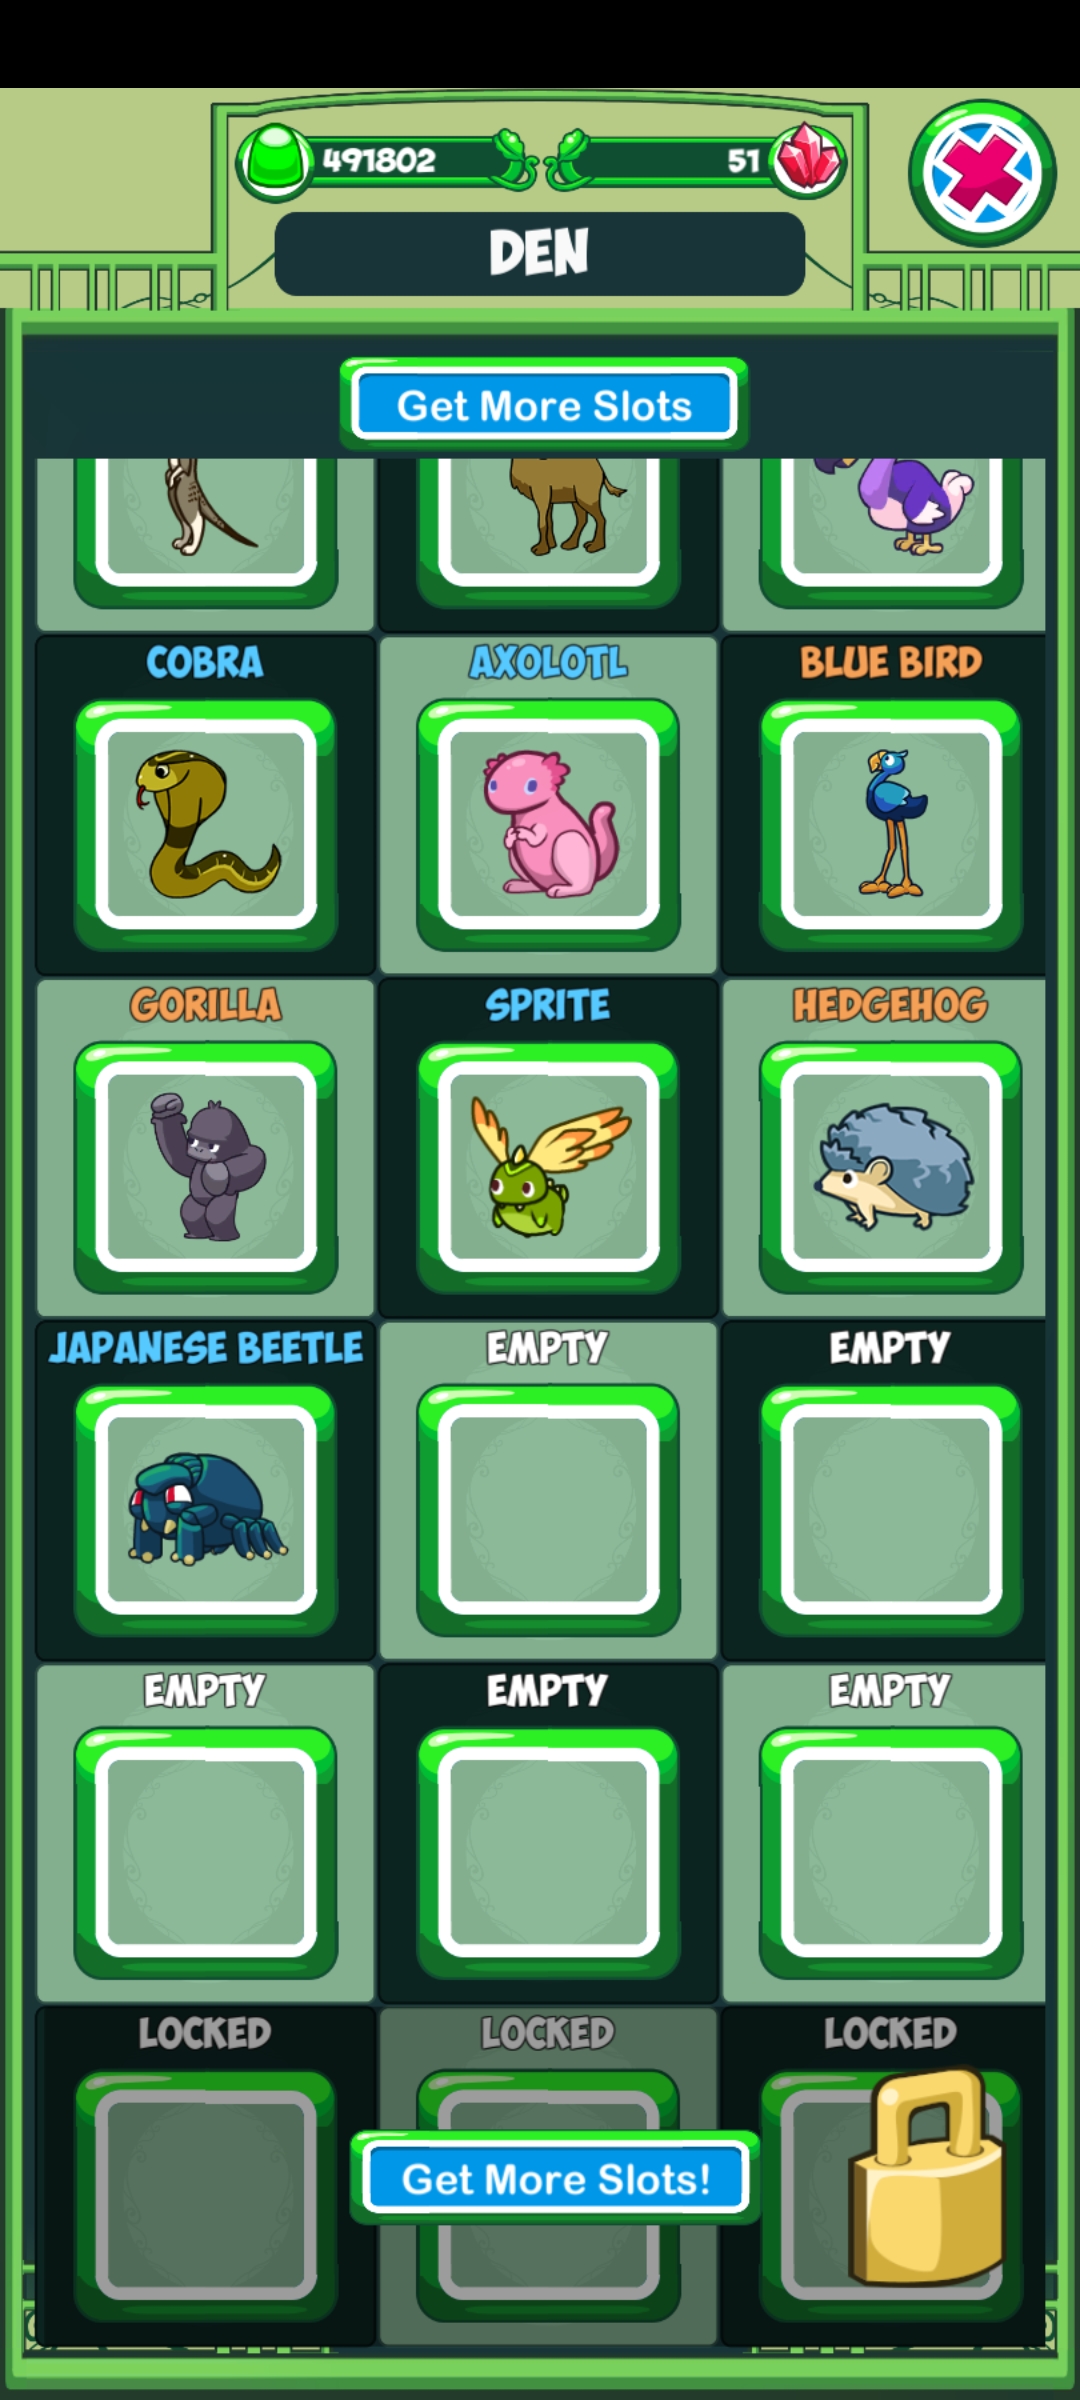 491802
51
DEN
Get More Slots
COBRA
AXOLOTL
BLUE BIRD
GORILLA
SPRITE
HEDGEHOG
JAPANESE BEETLE
EMPTY
EMPTY
EMPTY
EMPTY
EMPTY
LOCKED
LOCKED
LOCKED
Get More Slots!